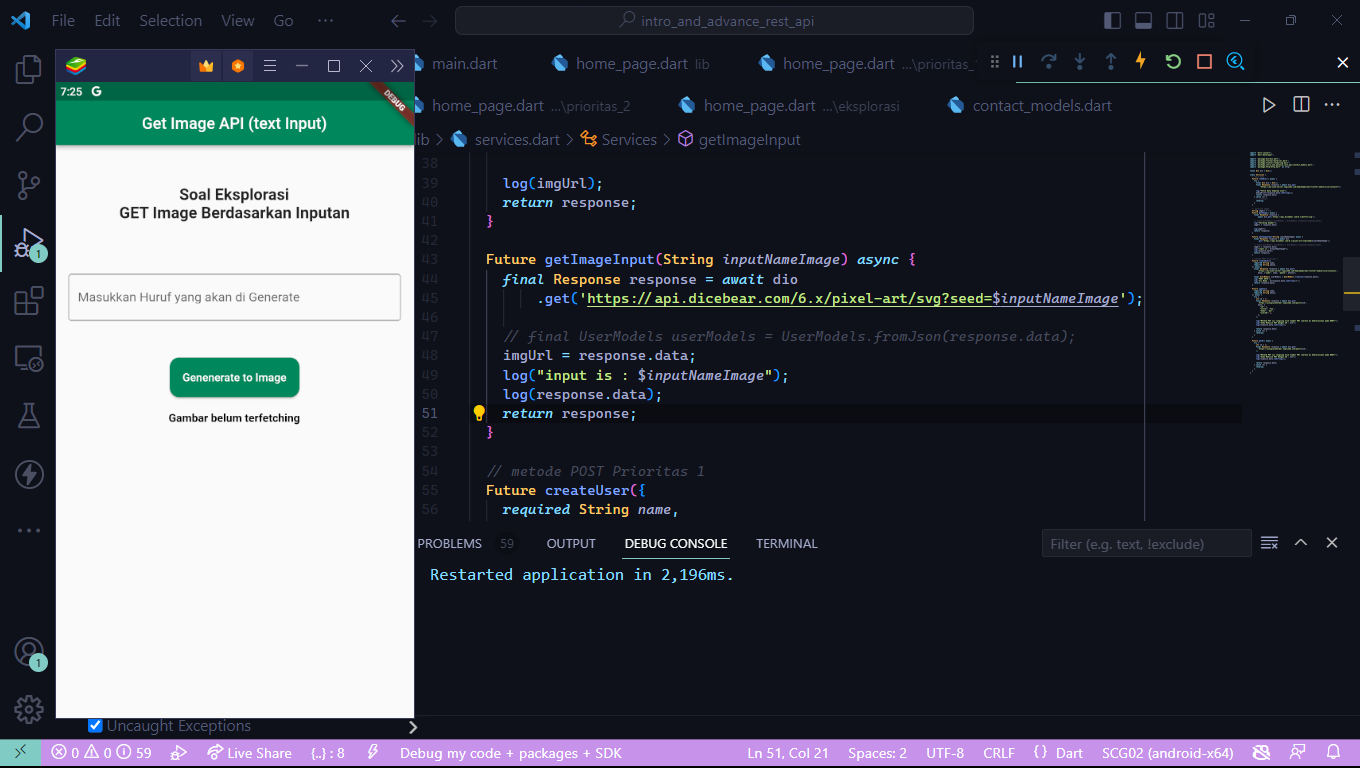 File Edit Selection View Go ···
intro_and_advance_rest_api
main.dart home_page.dart lib home_page.dart ...\prioritas_
home_page.dart ...\prioritas_2 home_page.dart ...\eksplorasi contact_models.dart
lib > services.dart > Services > getImageInput
7:25 G
DEBUG
Get Image API (text Input)
Soal Eksplorasi
GET Image Berdasarkan Inputan
Masukkan Huruf yang akan di Generate
Genenerate to Image
Gambar belum terfetching
38
39 log(imgUrl);
40 return response;
41 }
42
43 Future getImageInput(String inputNameImage) async {
44 final Response response = await dio
45 .get('https://api.dicebear.com/6.x/pixel-art/svg?seed=$inputNameImage');
46
47 // final UserModels userModels = UserModels.fromJson(response.data);
48 imgUrl = response.data;
49 log("input is : $inputNameImage");
50 log(response.data);
51 return response;
52 }
53
54 // metode POST Prioritas 1
55 Future createUser({
56 required String name,
PROBLEMS 59 OUTPUT DEBUG CONSOLE TERMINAL
Filter (e.g. text, !exclude)
Restarted application in 2,196ms.
1
1
Uncaught Exceptions
0 0 59 Live Share {..} : 8 Debug my code + packages + SDK Ln 51, Col 21 Spaces: 2 UTF-8 CRLF { } Dart SCG02 (android-x64)